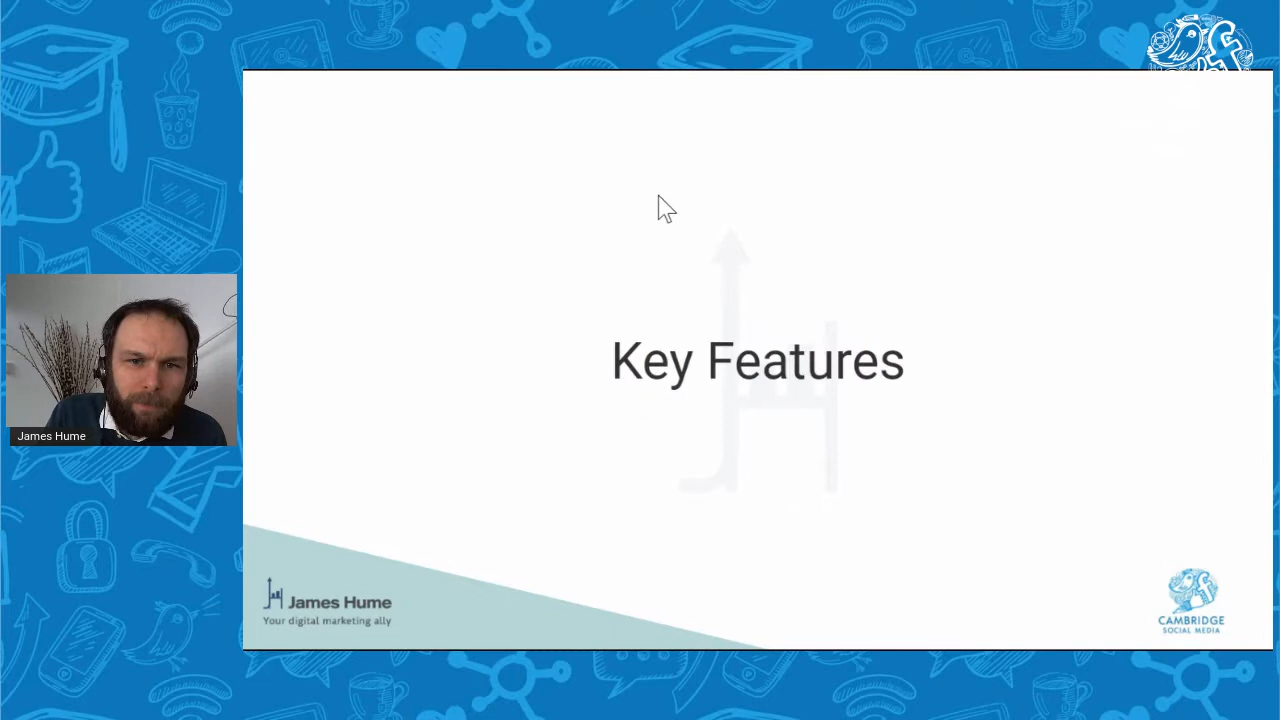 Key Features
James Hume
James Hume
Your digital marketing ally
CAMBRIDGE
SOCIAL MEDIA